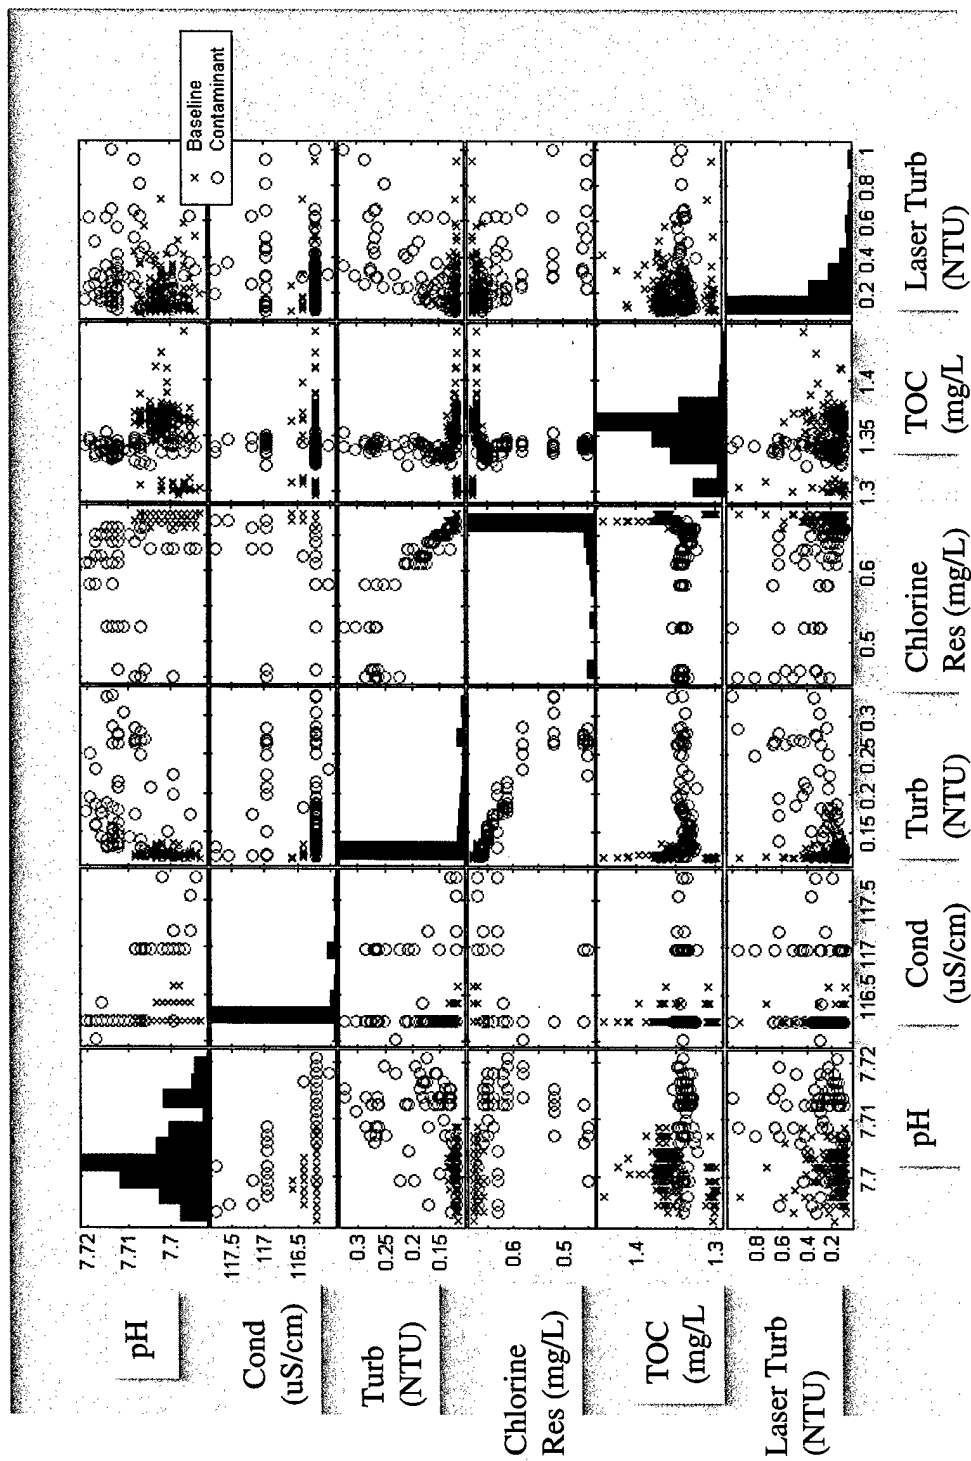 × Baseline
○ Contaminant
7.72
7.71
7.7
pH
117.5
117
116.5
Cond
(uS/cm)
0.3
0.25
0.2
0.15
Turb
(NTU)
0.6
0.5
Chlorine
Res (mg/L)
1.4
1.3
TOC
(mg/L
0.8
0.6
0.4
0.2
Laser Turb
(NTU)
7.7
7.71
7.72
116.5
117
117.5
0.15
0.2
0.25
0.3
0.5
0.6
1.3
1.35
1.4
0.2
0.4
0.6
0.8
1
pH
Cond
(uS/cm)
Turb
(NTU)
Chlorine
Res (mg/L)
TOC
(mg/L
Laser Turb
(NTU)